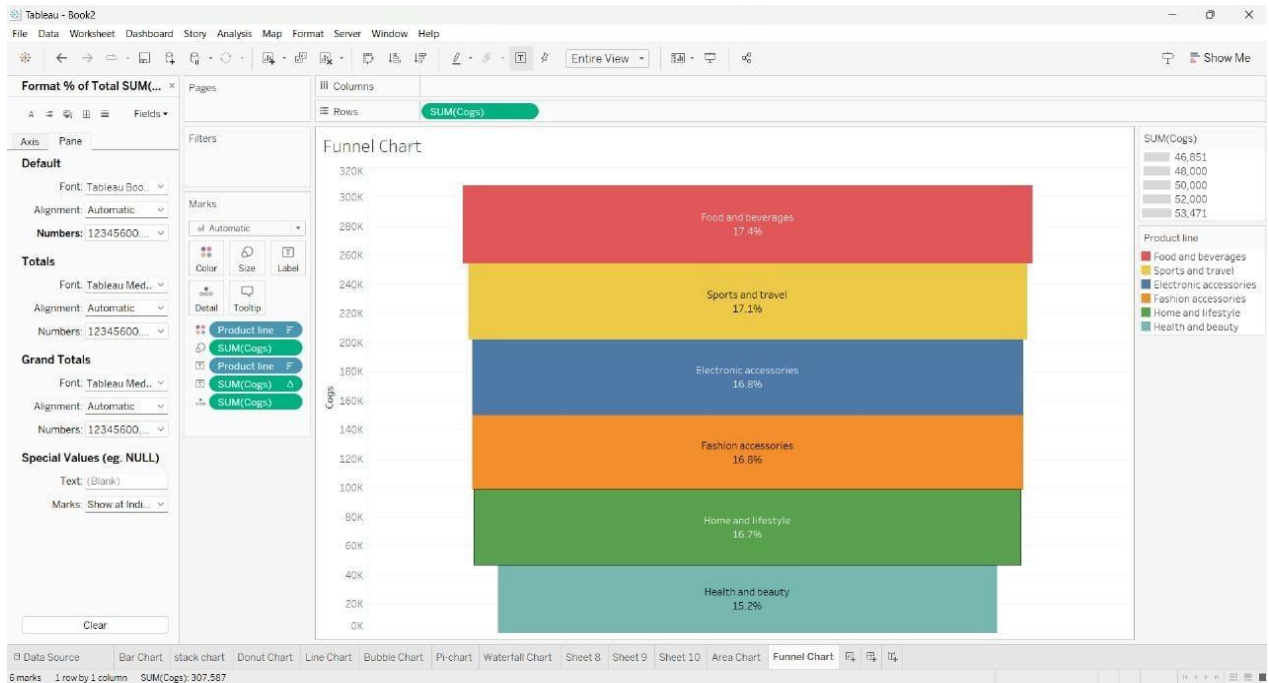 Tableau - Book2
File Data Worksheet Dashboard Story Analysis Map Format Server Window Help
Entire View
Show Me
Format % of Total SUM(...
Fields
Axis Pane
Default
Font: Tableau Boo..
Alignment: Automatic
Numbers: 12345600....
Totals
Font: Tableau Med..
Alignment: Automatic
Numbers: 12345600....
Grand Totals
Font: Tableau Med..
Alignment: Automatic
Numbers: 12345600....
Special Values (eg. NULL)
Text: (Blank)
Marks: Show at Indi...
Clear
Pages
Filters
Marks
Automatic
Color Size Label
Detail Tooltip
Product line
SUM(Cogs)
Product line
SUM(Cogs)
SUM(Cogs)
Columns
Rows SUM(Cogs)
Funnel Chart
Cogs
320K
300K
280K
260K
240K
220K
200K
180K
160K
140K
120K
100K
80K
60K
40K
20K
0K
Food and beverages
17.4%
Sports and travel
17.1%
Electronic accessories
16.8%
Fashion accessories
16.8%
Home and lifestyle
16.7%
Health and beauty
15.2%
SUM(Cogs)
46,851
48,000
50,000
52,000
53,471
Product line
Food and beverages
Sports and travel
Electronic accessories
Fashion accessories
Home and lifestyle
Health and beauty
Data Source Bar Chart stack chart Donut Chart Line Chart Bubble Chart Pi-chart Waterfall Chart Sheet 8 Sheet 9 Sheet 10 Area Chart Funnel Chart
6 marks 1 row by 1 column SUM(Cogs): 307,587